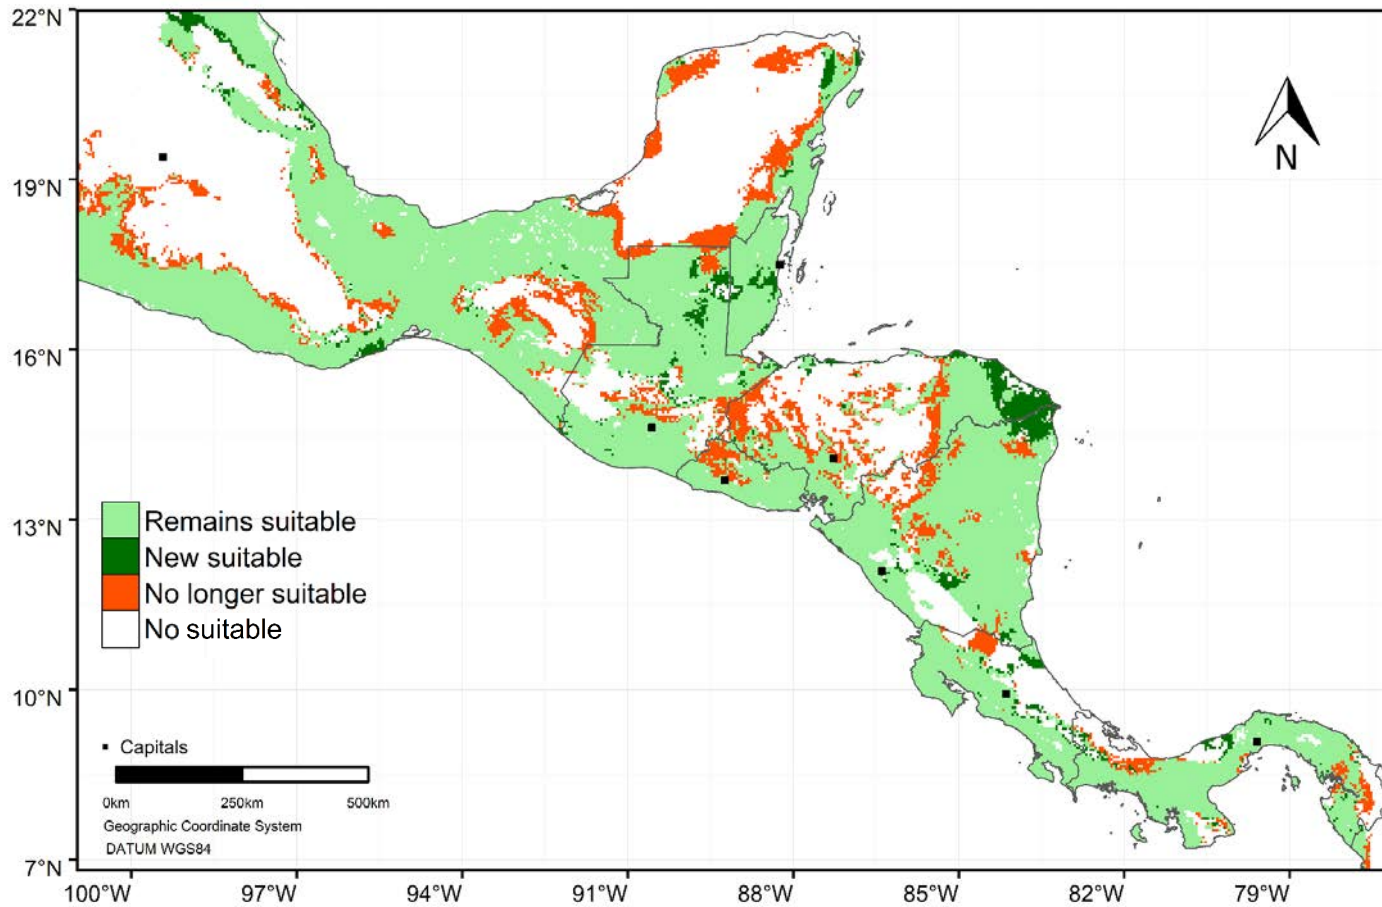 22°N
19°N
16°N
13°N
10°N
7°N
N
Remains suitable
New suitable
No longer suitable
No suitable
Capitals
0km 250km 500km
Geographic Coordinate System
DATUM WGS84
100°W 97°W 94°W 91°W 88°W 85°W 82°W 79°W